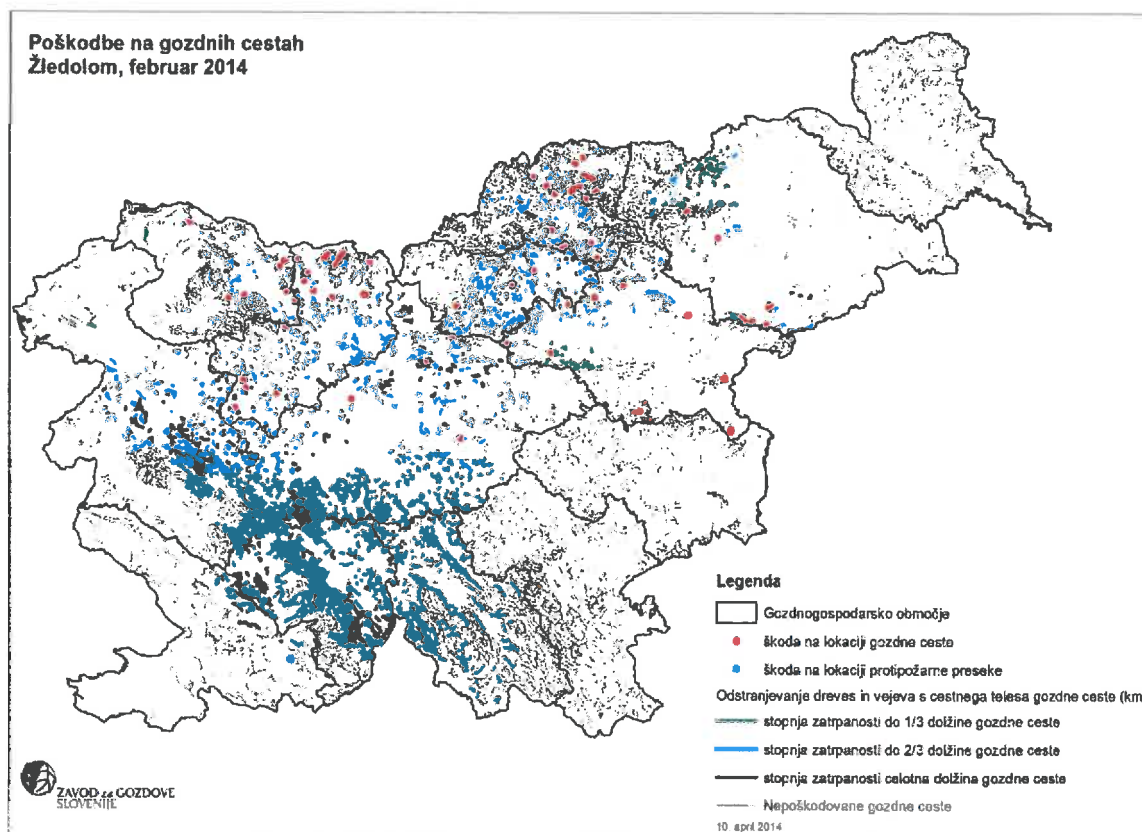 Poškodbe na gozdnih cestah
Žledolom, februar 2014
Legenda
Gozdnogospodarsko območje
škoda na lokaciji gozdne ceste
škoda na lokaciji protipožarne preseke
Odstranjevanje dreves in vejeva s cestnega telesa gozdne ceste (km
stopnja zatrpanosti do 1/3 dolžine gozdne ceste
stopnja zatrpanosti do 2/3 dolžine gozdne ceste
stopnja zatrpanosti celotna dolžina gozdne ceste
Nepoškodovane gozdne ceste
10. april 2014
ZAVOD za GOZDOVE
SLOVENIJE